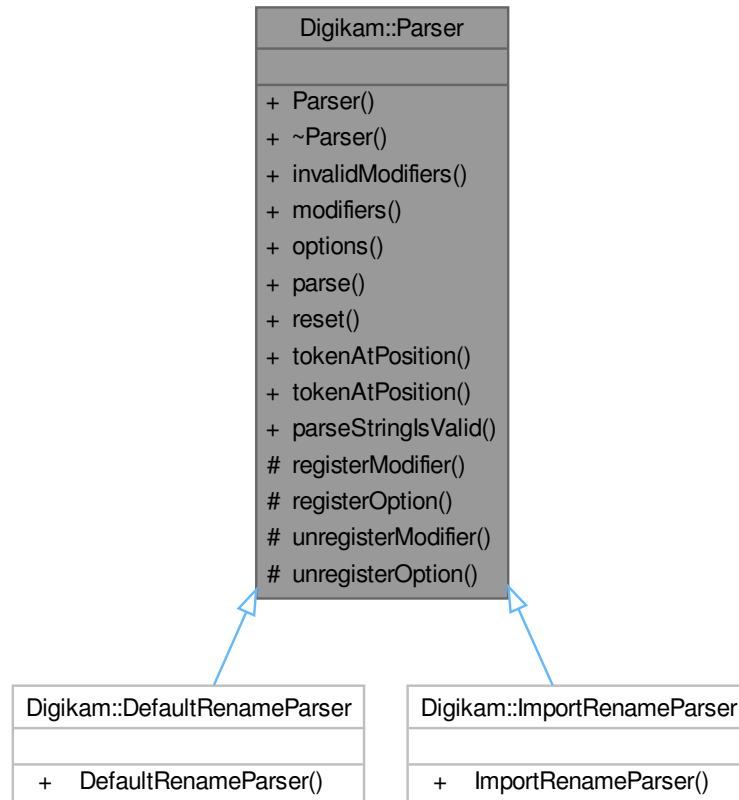 Digikam::Parser
+ Parser()
+ ~Parser()
+ invalidModifiers()
+ modifiers()
+ options()
+ parse()
+ reset()
+ tokenAtPosition()
+ tokenAtPosition()
+ parseStringIsValid()
# registerModifier()
# registerOption()
# unregisterModifier()
# unregisterOption()
Digikam::DefaultRenameParser
+ DefaultRenameParser()
Digikam::ImportRenameParser
+ ImportRenameParser()